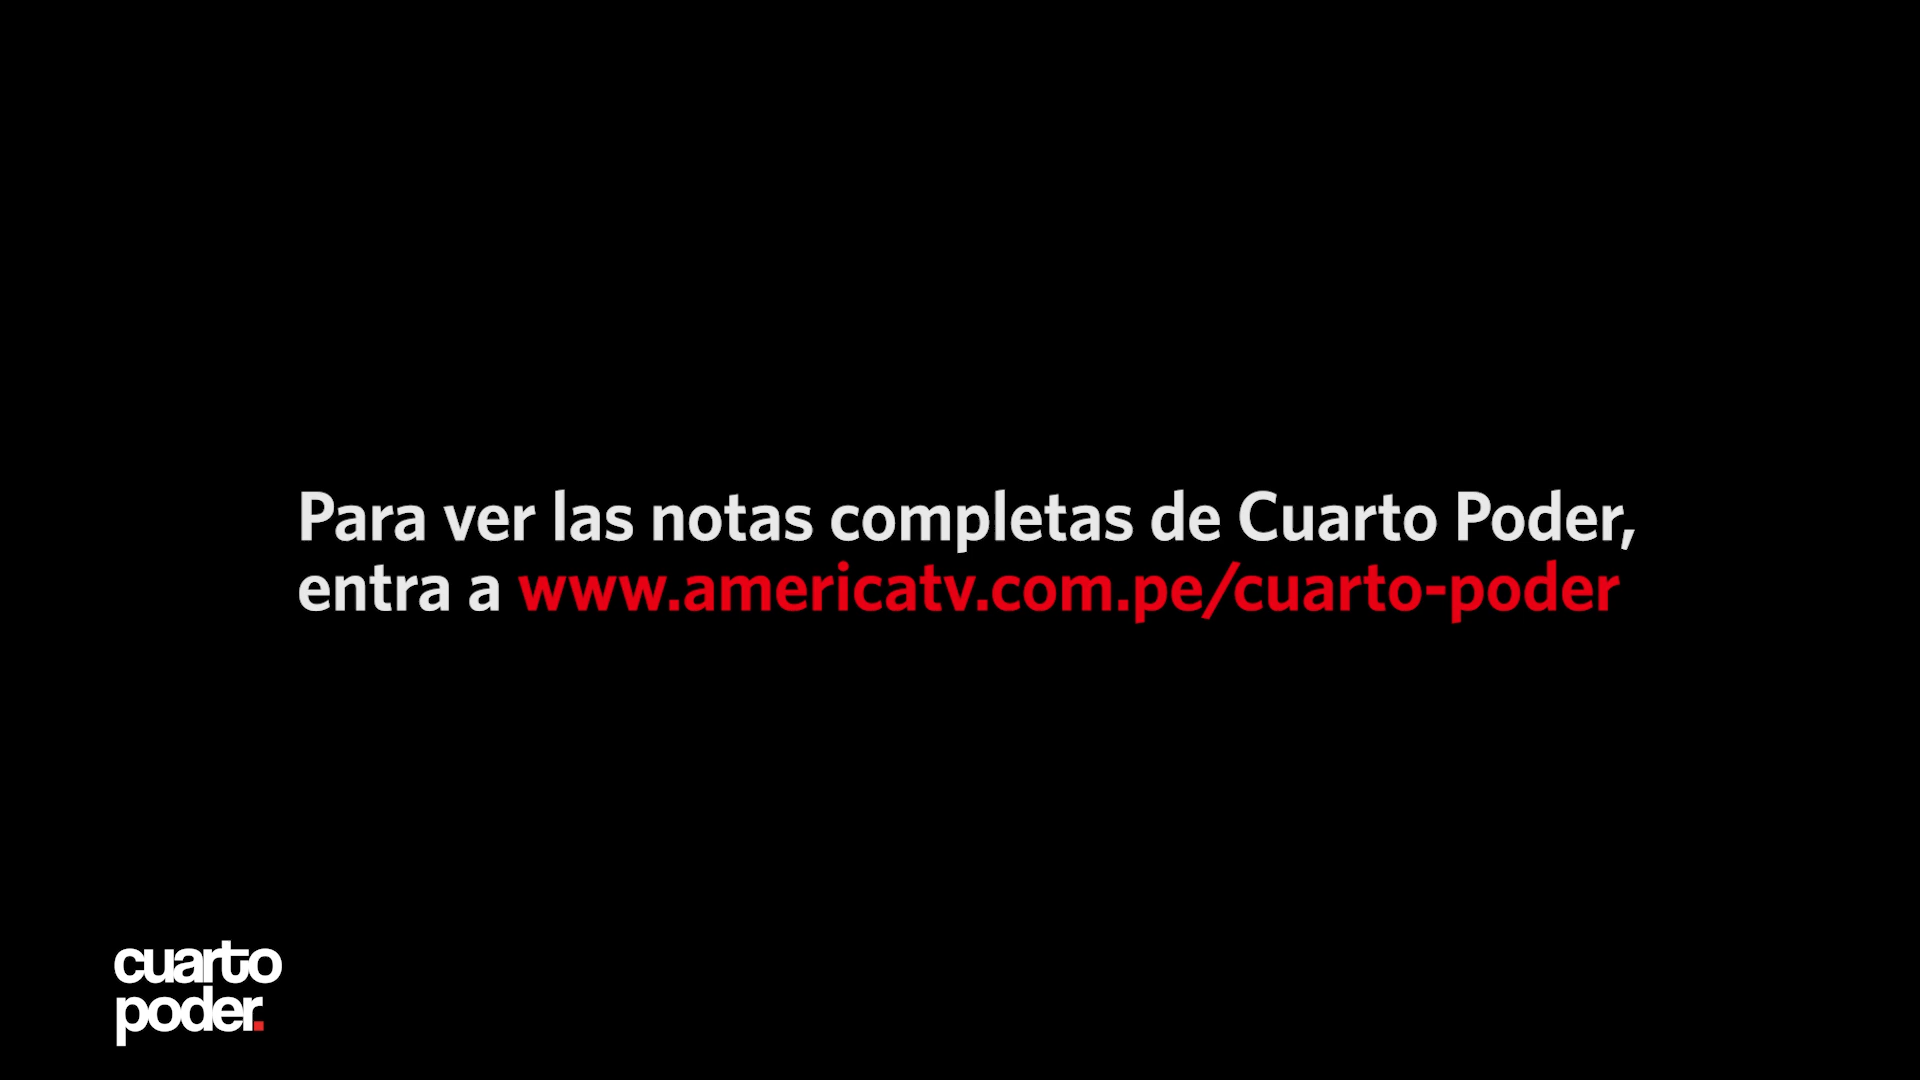 Para ver las notas completas de Cuarto Poder,
entra a www.americatv.com.pe/cuarto-poder
cuarto
poder.